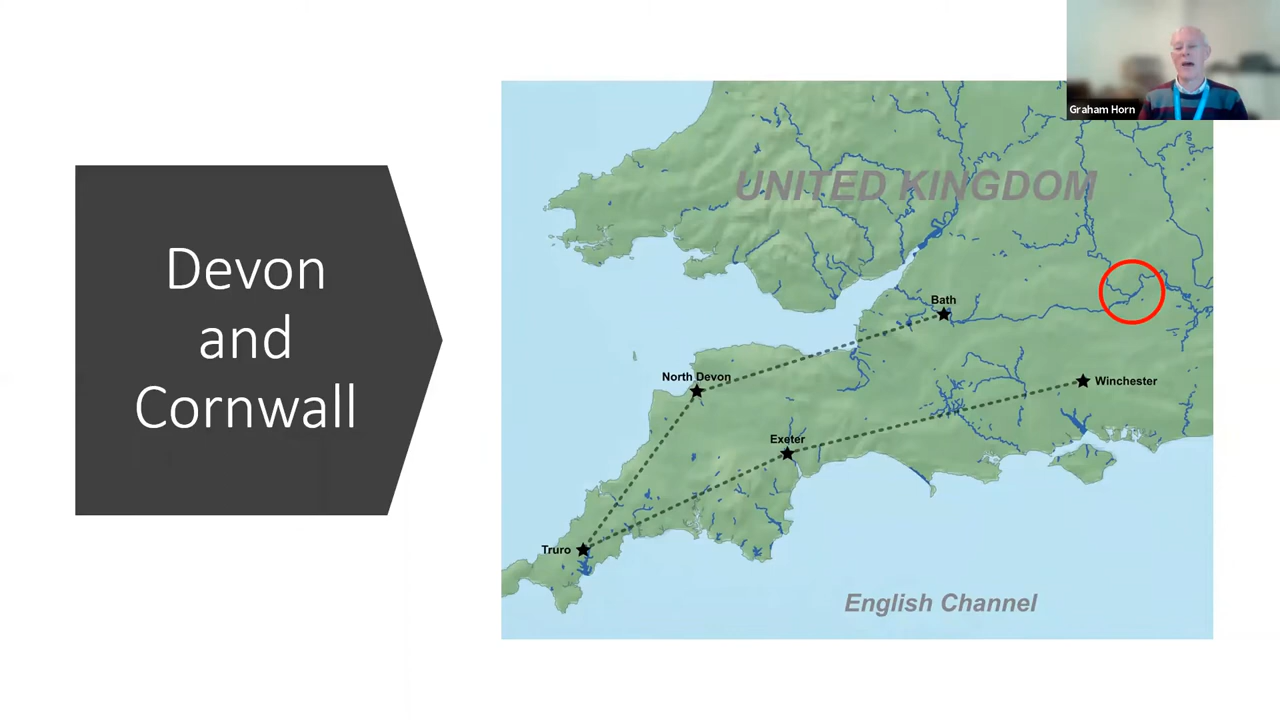 Graham Horn
Devon
and
Cornwall
UNITED KINGDOM
Bath
North Devon
Winchester
Exeter
Truro
English Channel